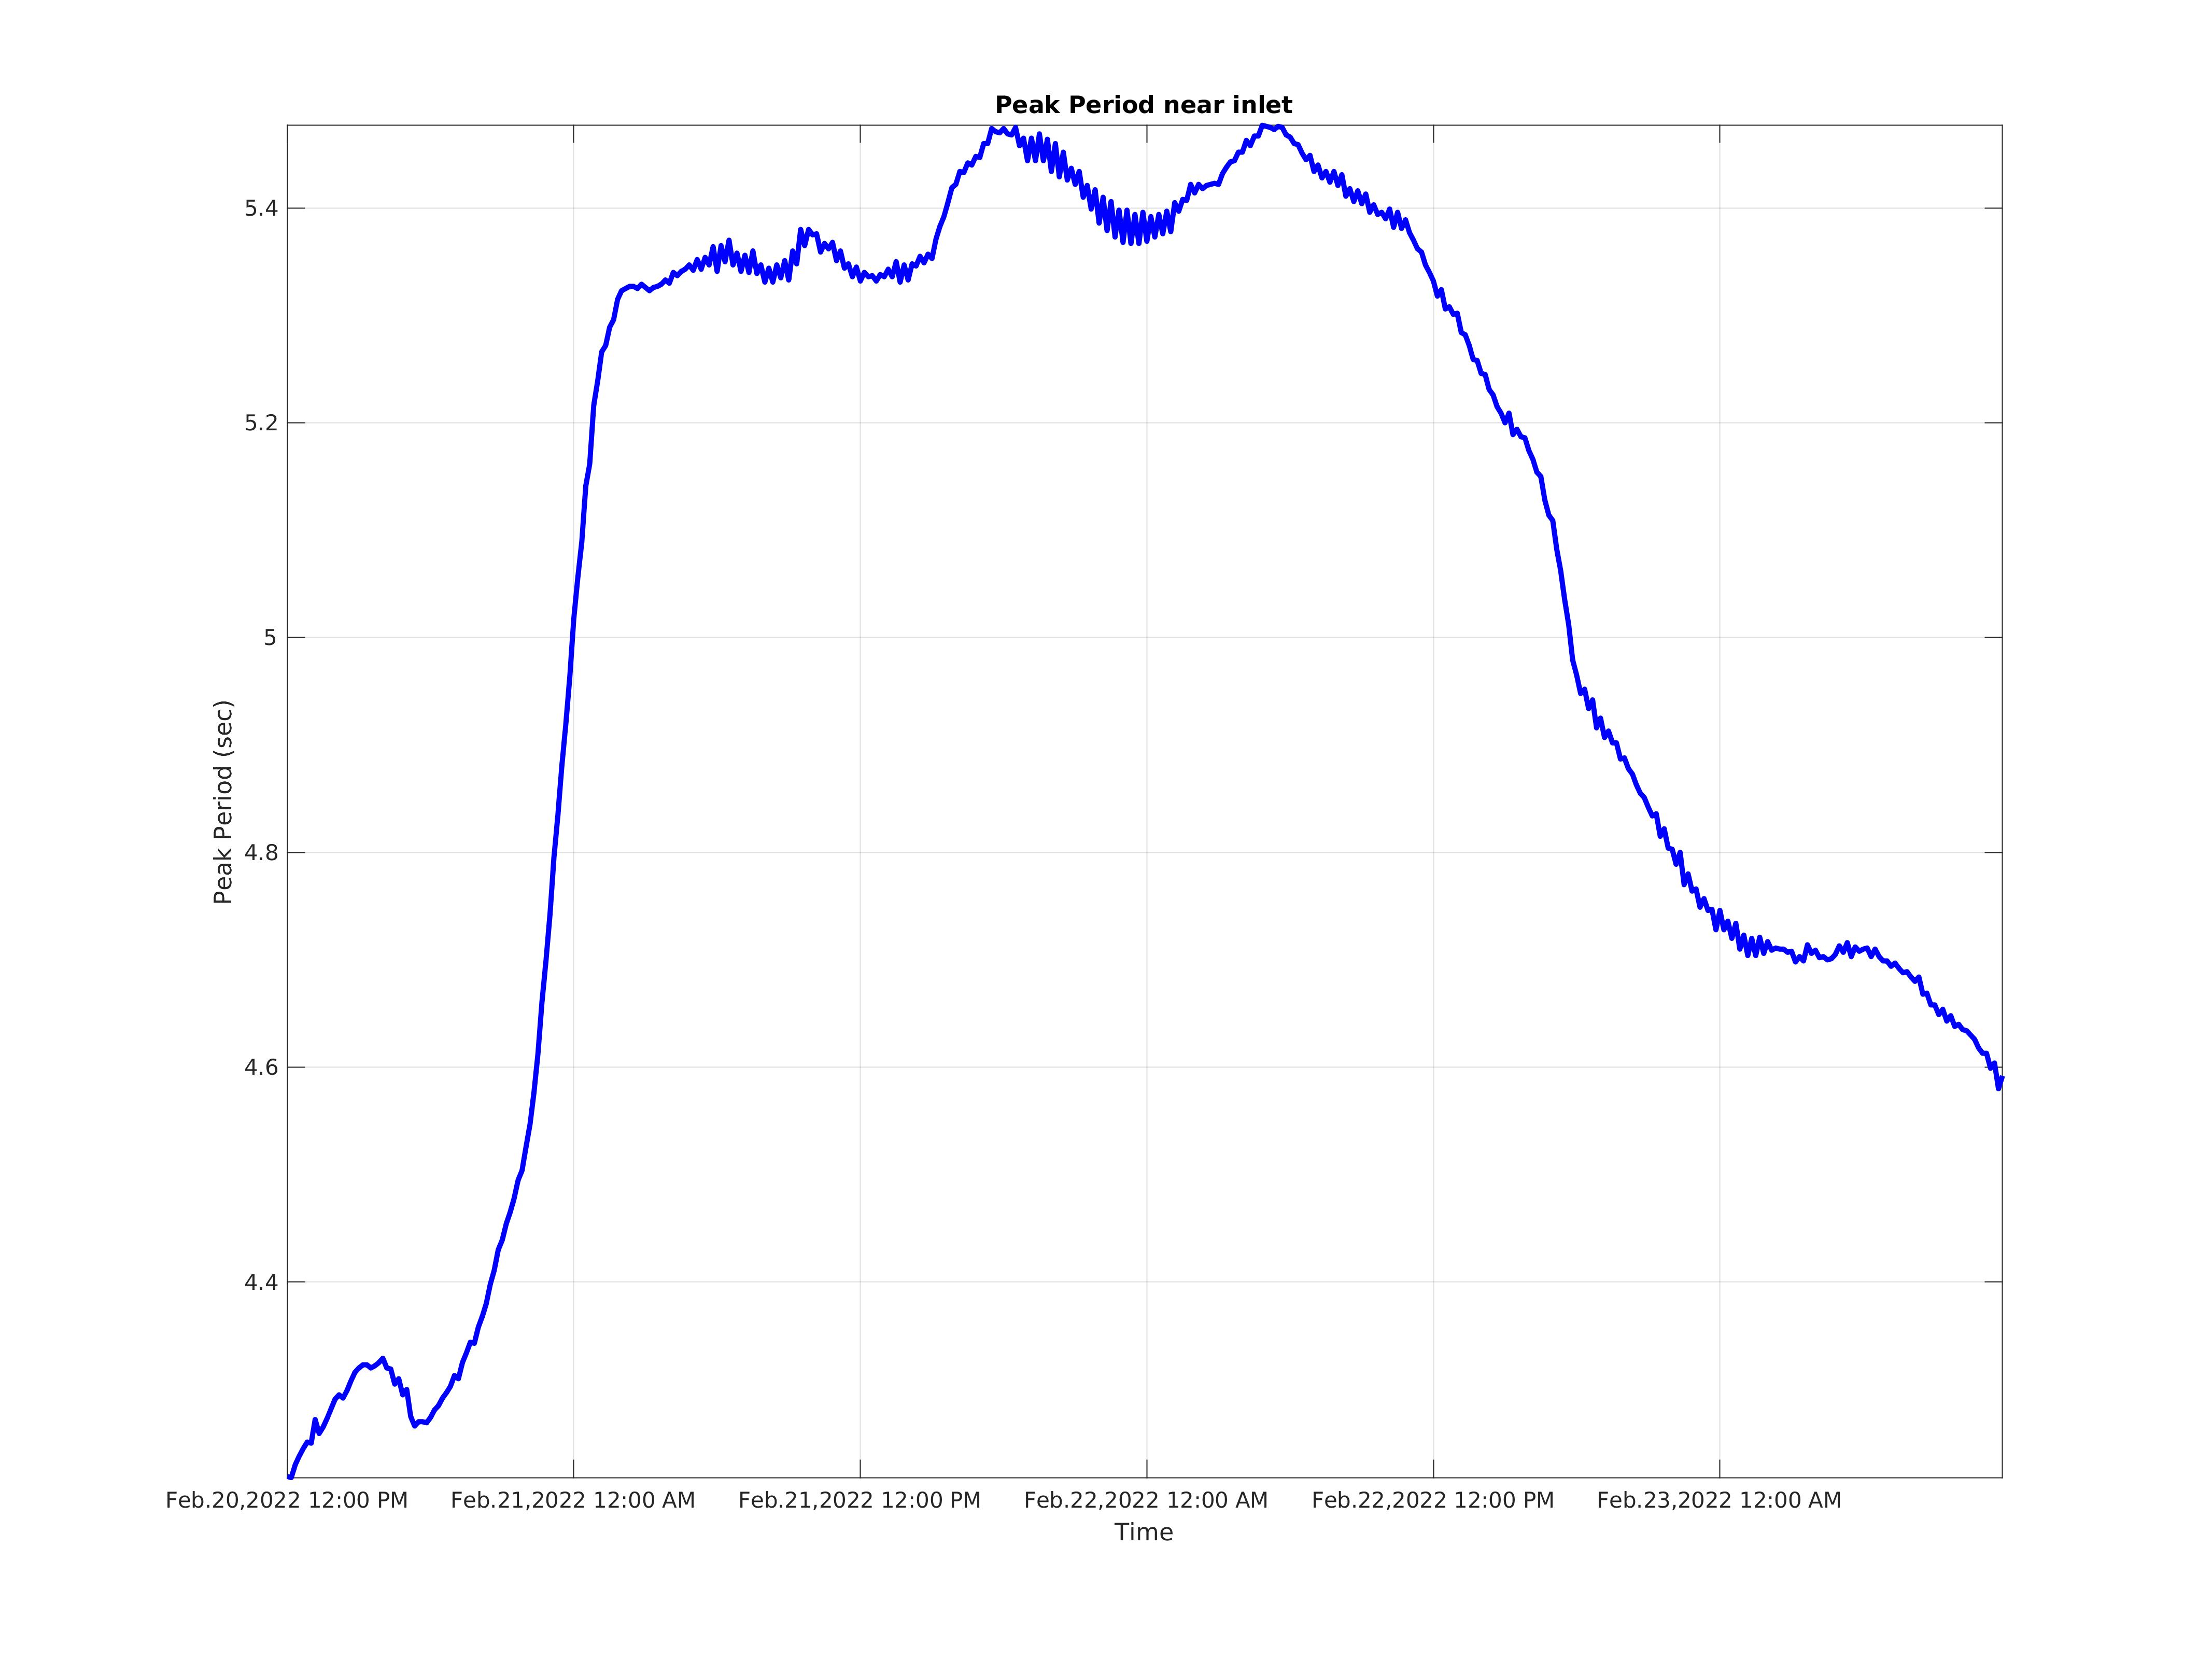 Peak Period near inlet
Peak Period (sec)
5.4
5.2
5
4.8
4.6
4.4
Feb.20,2022 12:00 PM
Feb.21,2022 12:00 AM
Feb.21,2022 12:00 PM
Feb.22,2022 12:00 AM
Feb.22,2022 12:00 PM
Feb.23,2022 12:00 AM
Time